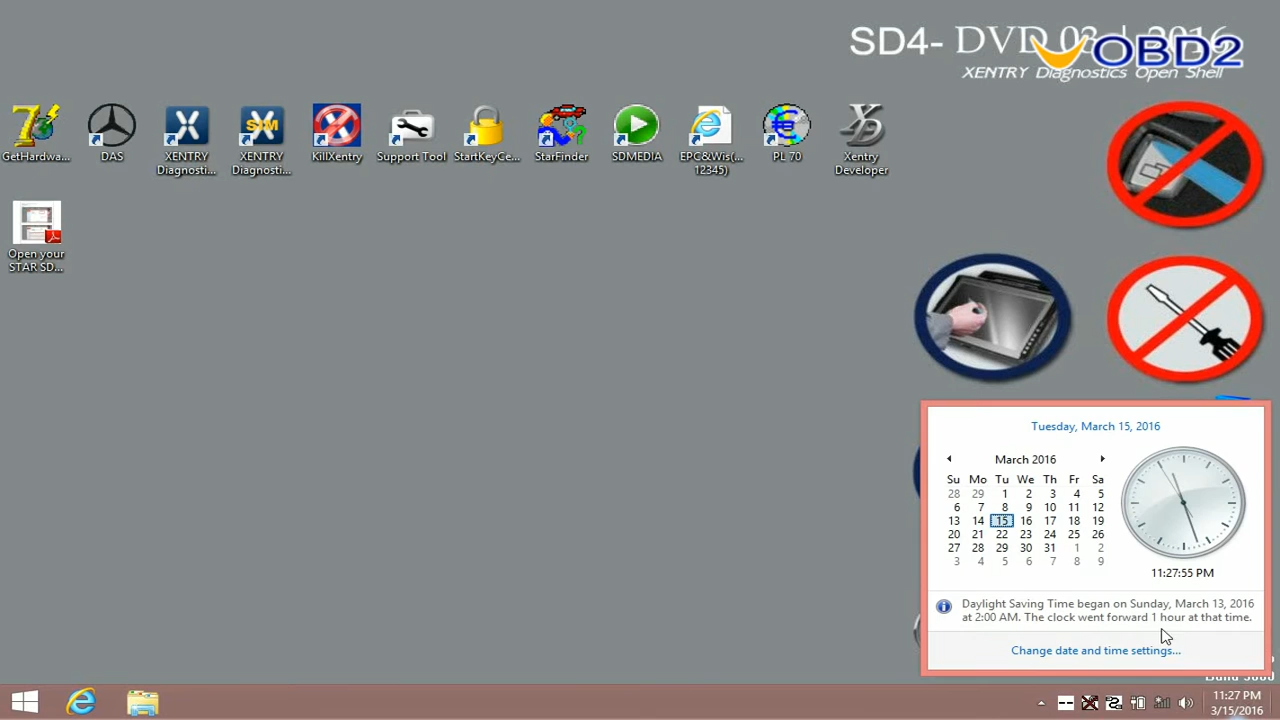 SD4- DVD 03 | 2016
UOBD2
XENTRY Diagnostics Open Shell
GetHardwa...
DAS
XENTRY
Diagnosti...
SIM
XENTRY
Diagnosti...
KillXentry
Support Tool
StartKeyCe...
StarFinder
SDMEDIA
EPC&Wis(...
12345)
PL 70
Xentry
Developer
Open your
STAR SD...
Tuesday, March 15, 2016
March 2016
Su Mo Tu We Th Fr Sa
28 29 1 2 3 4 5
6 7 8 9 10 11 12
13 14 15 16 17 18 19
20 21 22 23 24 25 26
27 28 29 30 31 1 2
3 4 5 6 7 8 9
11:27:55 PM
Daylight Saving Time began on Sunday, March 13, 2016
at 2:00 AM. The clock went forward 1 hour at that time.
Change date and time settings...
11:27 PM
3/15/2016